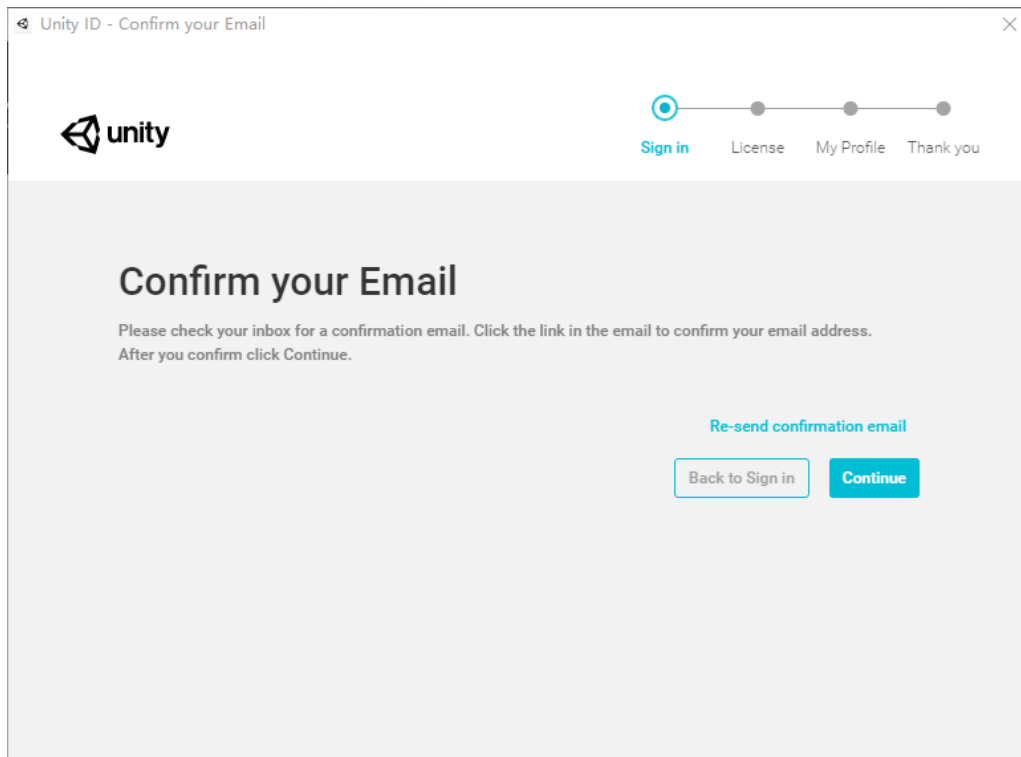 Unity ID - Confirm your Email
unity
Sign in License My Profile Thank you
Confirm your Email
Please check your inbox for a confirmation email. Click the link in the email to confirm your email address.
After you confirm click Continue.
Re-send confirmation email
Back to Sign in Continue